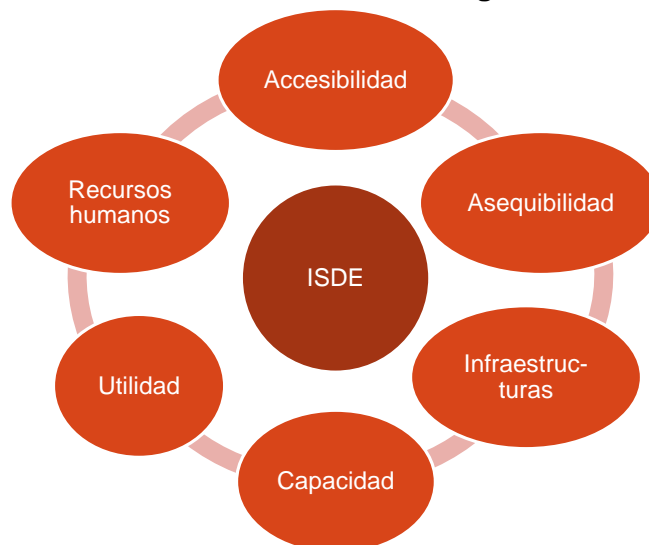 Accesibilidad
Asequibilidad
Infraestruc-
turas
Capacidad
Utilidad
Recursos
humanos
ISDE